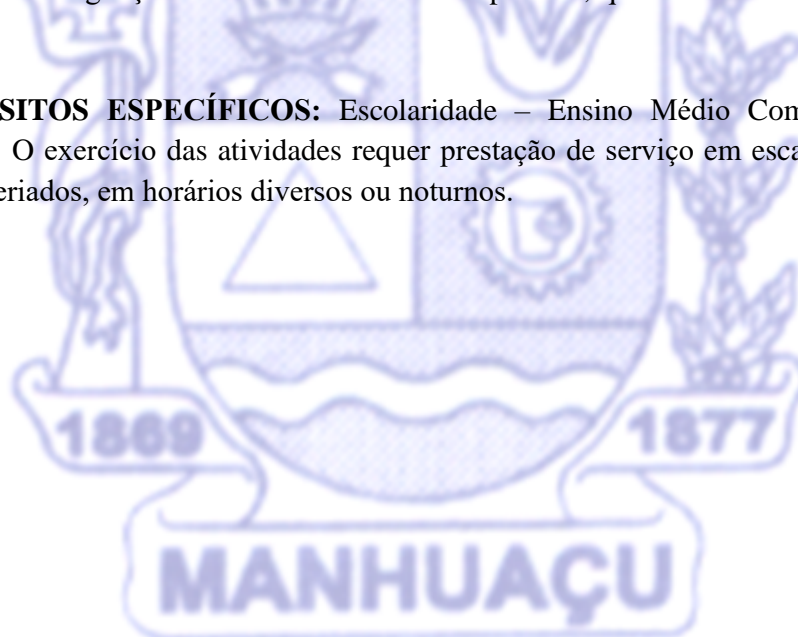 SITOS ESPECÍFICOS: Escolaridade – Ensino Médio Com
O exercício das atividades requer prestação de serviço em esca
eriados, em horários diversos ou noturnos.
1869
1877
MANHUAÇU